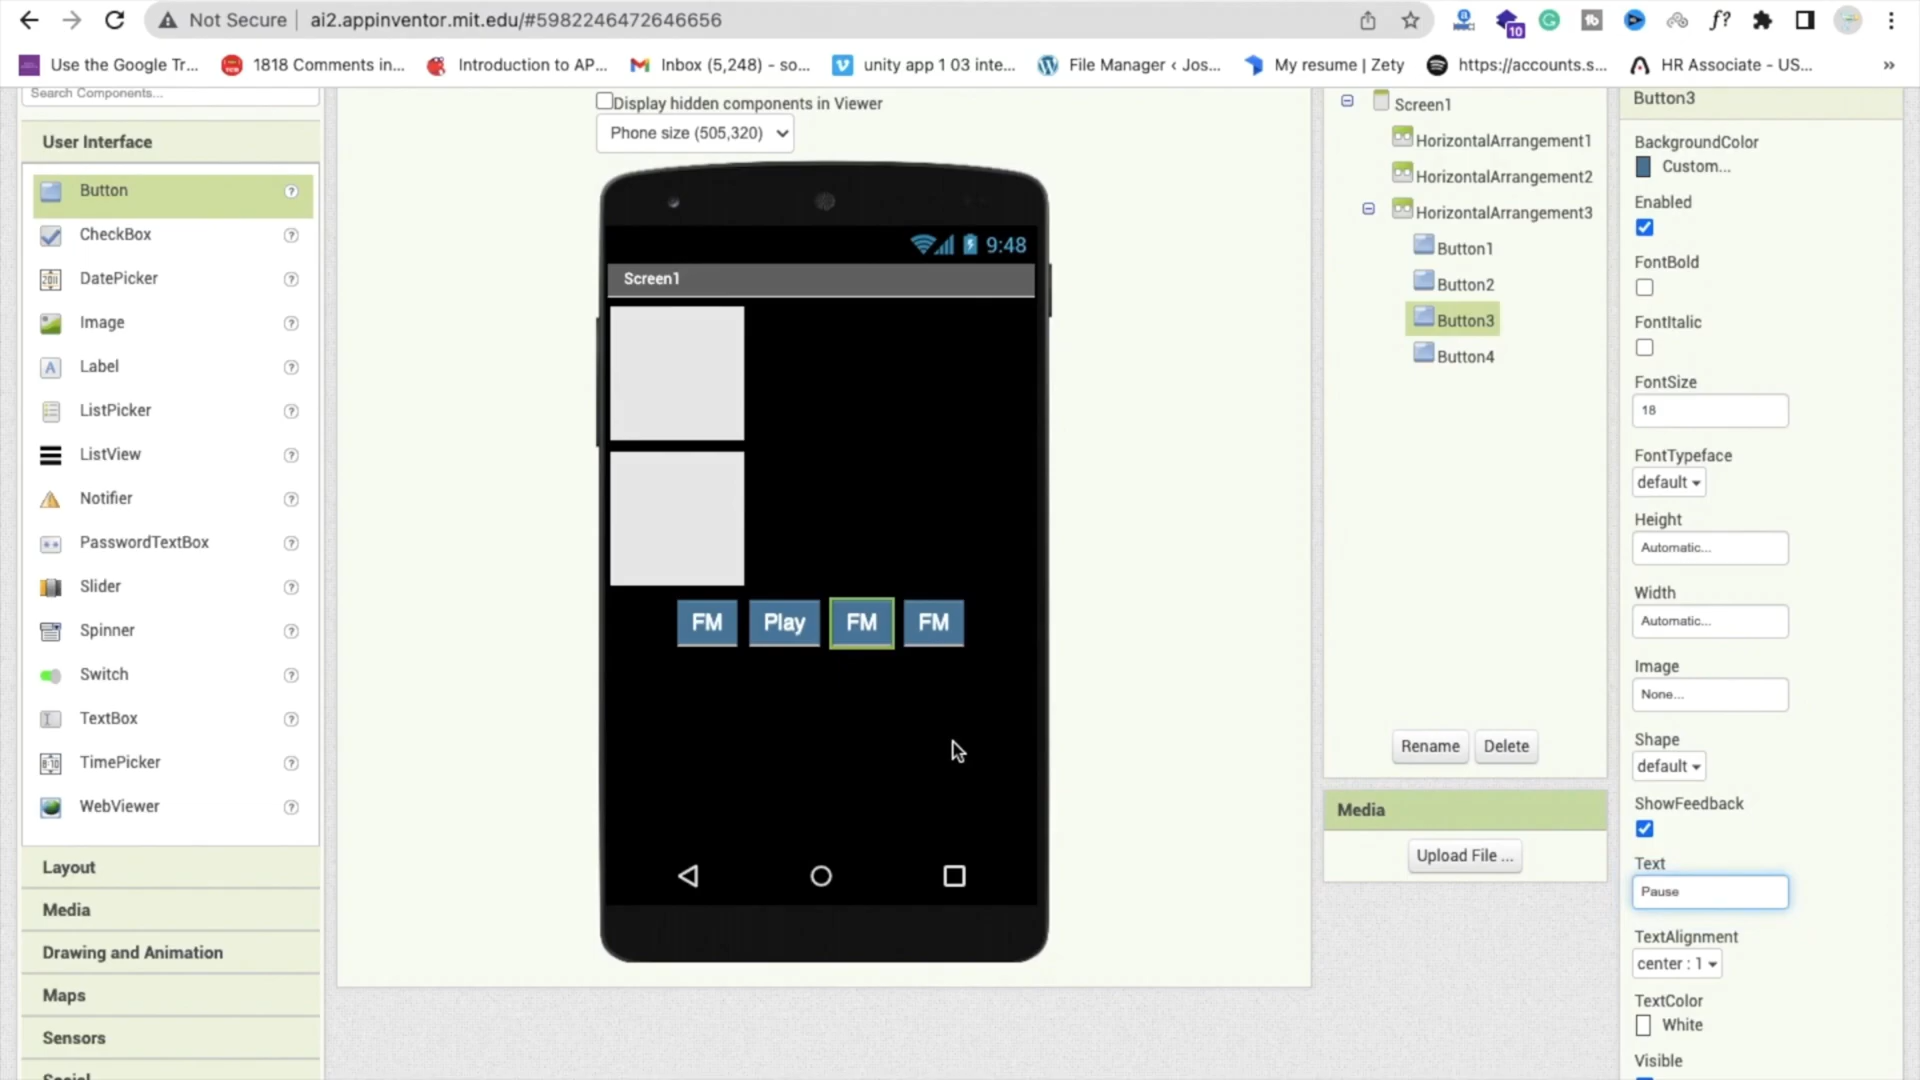 Not Secure
ai2.appinventor.mit.edu/#5982246472646656
10
f?
Use the Google Tr...
1818 Comments in...
Introduction to AP...
Inbox (5,248) - so...
unity app 1 03 inte...
File Manager ‹ Jos...
My resume | Zety
https://accounts.s...
HR Associate - US...
»
Search Components...
User Interface
Button
CheckBox
DatePicker
Image
Label
ListPicker
ListView
Notifier
PasswordTextBox
Slider
Spinner
Switch
TextBox
TimePicker
WebViewer
Layout
Media
Drawing and Animation
Maps
Sensors
Display hidden components in Viewer
Phone size (505,320)
9:48
Screen1
FM
Play
FM
FM
Screen1
HorizontalArrangement1
HorizontalArrangement2
HorizontalArrangement3
Button1
Button2
Button3
Button4
Rename
Delete
Media
Upload File ...
Button3
BackgroundColor
Custom...
Enabled
FontBold
FontItalic
FontSize
18
FontTypeface
default
Height
Automatic...
Width
Automatic...
Image
None...
Shape
default
ShowFeedback
Text
Pause
TextAlignment
center : 1
TextColor
White
Visible